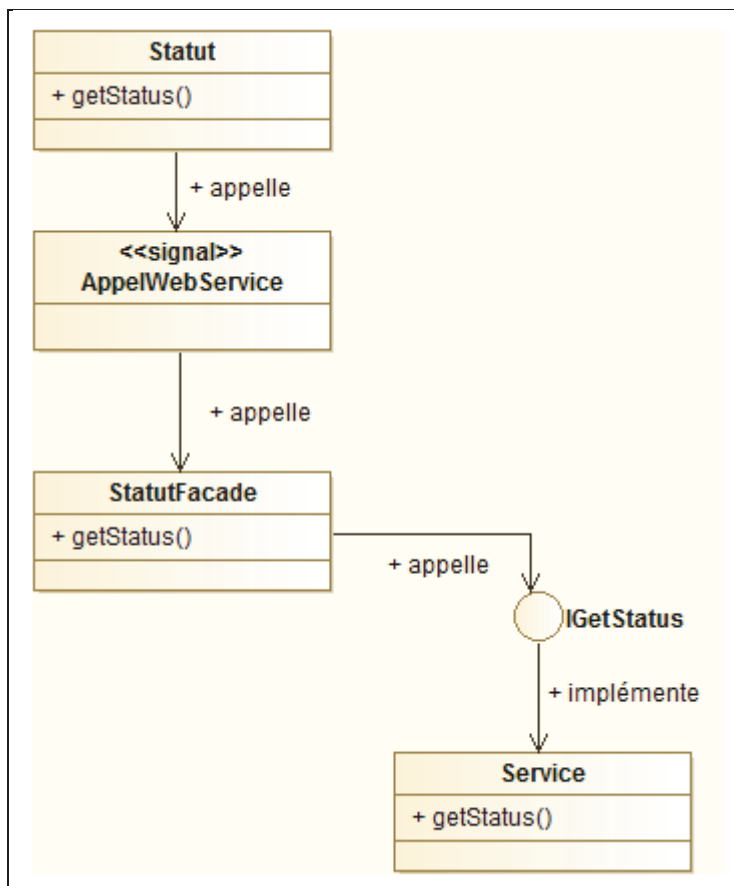 Statut
+ getStatus()
+ appelle
<<signal>>
AppelWebService
+ appelle
StatutFacade
+ getStatus()
+ appelle
IGetStatus
+ implémente
Service
+ getStatus()